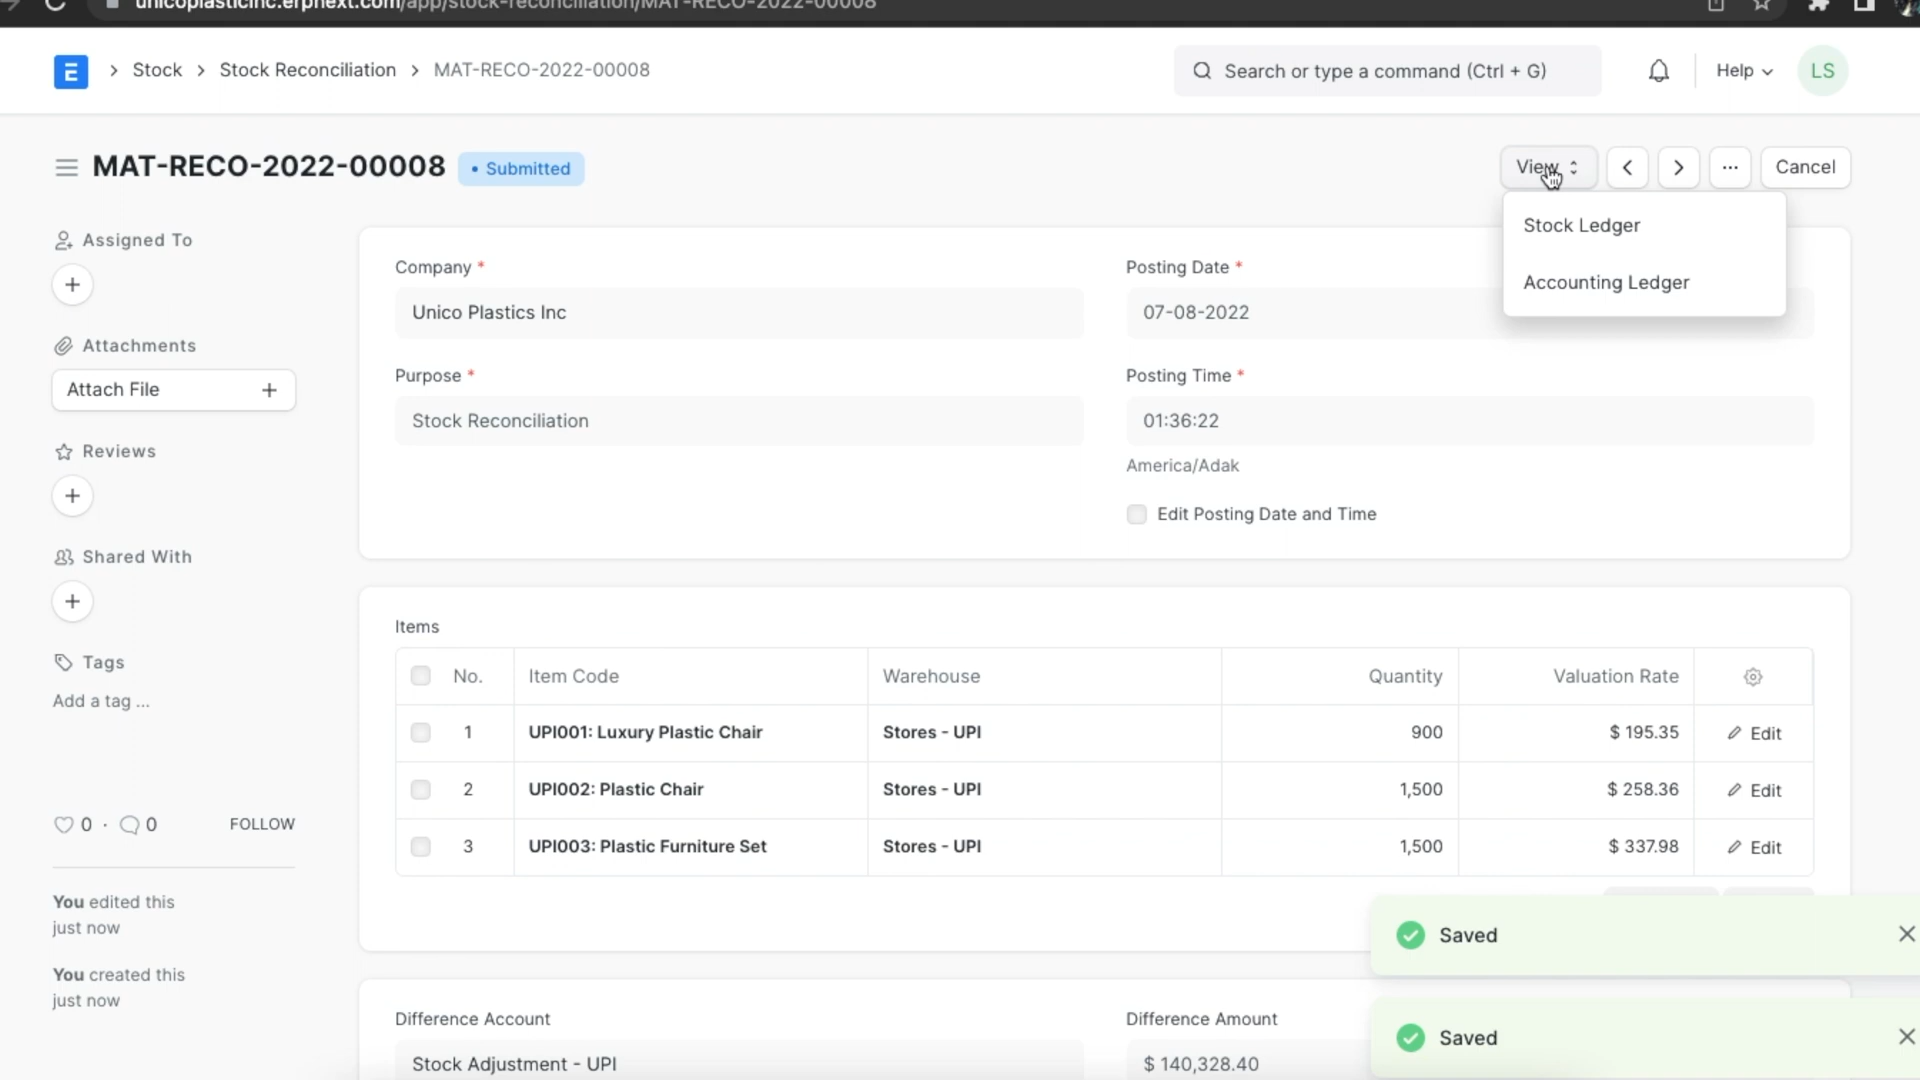 unicoplasticinc.erpnext.com/app/stock-reconciliation/MAT-RECO-2022-00008
E > Stock > Stock Reconciliation > MAT-RECO-2022-00008
Search or type a command (Ctrl + G)
Help
LS
MAT-RECO-2022-00008 • Submitted
View
Cancel
Stock Ledger
Accounting Ledger
Assigned To
Attachments
Attach File
Reviews
Shared With
Tags
Add a tag ...
0 · 0 FOLLOW
You edited this
just now
You created this
just now
Company *
Unico Plastics Inc
Posting Date *
07-08-2022
Purpose *
Stock Reconciliation
Posting Time *
01:36:22
America/Adak
Edit Posting Date and Time
Items
No. Item Code Warehouse Quantity Valuation Rate
1 UPI001: Luxury Plastic Chair Stores - UPI 900 $ 195.35 Edit
2 UPI002: Plastic Chair Stores - UPI 1,500 $ 258.36 Edit
3 UPI003: Plastic Furniture Set Stores - UPI 1,500 $ 337.98 Edit
Difference Account
Stock Adjustment - UPI
Difference Amount
$ 140,328.40
Saved
Saved